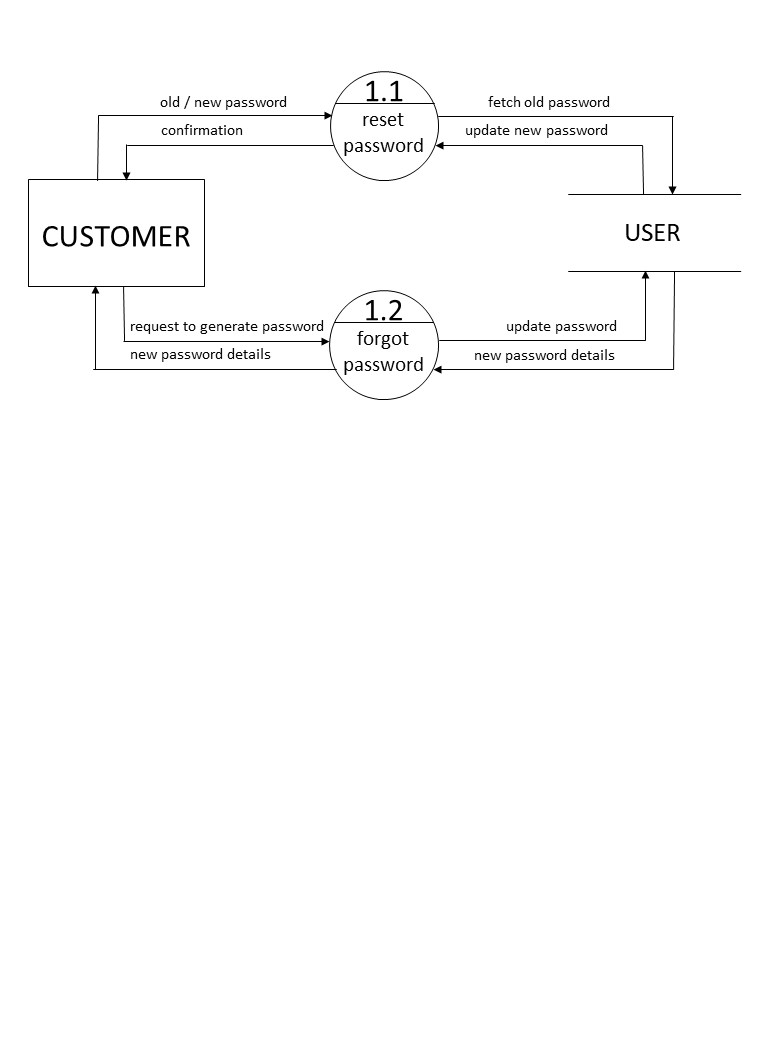 1.1
old / new password
fetch old password
reset
confirmation
update new password
password
CUSTOMER
USER
1.2
request to generate password
update password
forgot
new password details
new password details
password